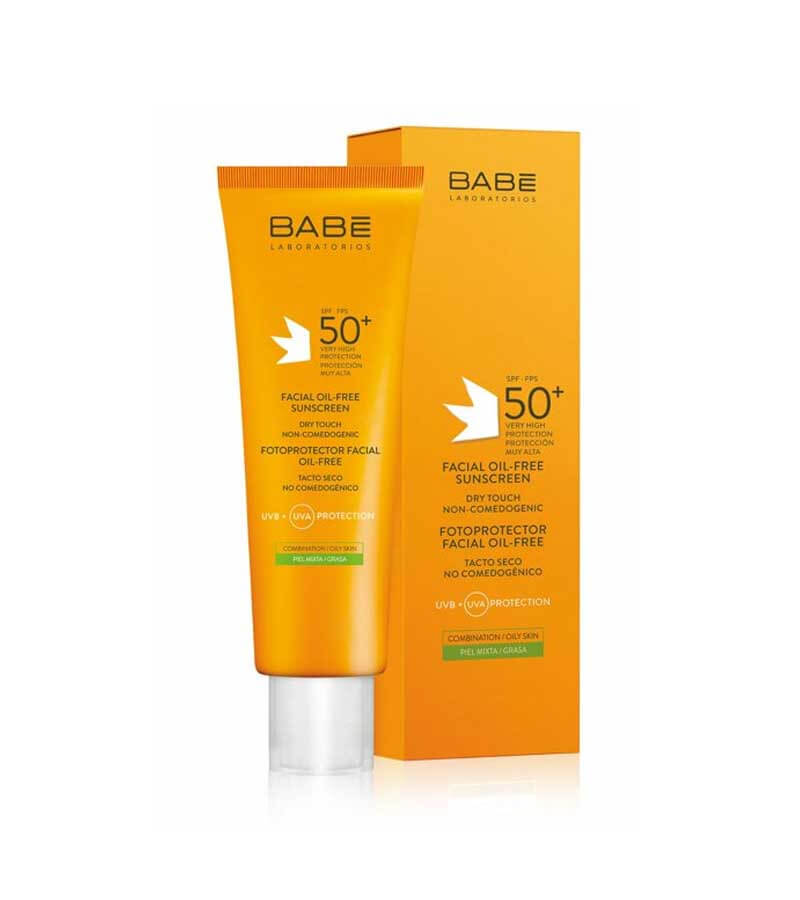 BABĒ
LABORATORIOS
SPF · FPS
50+
VERY HIGH
PROTECTION
PROTECCIÓN
MUY ALTA
FACIAL OIL-FREE
SUNSCREEN
DRY TOUCH
NON-COMEDOGENIC
FOTOPROTECTOR FACIAL
OIL-FREE
TACTO SECO
NO COMEDOGÉNICO
UVB + UVA PROTECTION
COMBINATION / OILY SKIN
PIEL MIXTA / GRASA
BABĒ
LABORATORIOS
SPF · FPS
50+
VERY HIGH
PROTECTION
PROTECCIÓN
MUY ALTA
FACIAL OIL-FREE
SUNSCREEN
DRY TOUCH
NON-COMEDOGENIC
FOTOPROTECTOR
FACIAL OIL-FREE
TACTO SECO
NO COMEDOGÉNICO
UVB + UVA PROTECTION
COMBINATION / OILY SKIN
PIEL MIXTA / GRASA